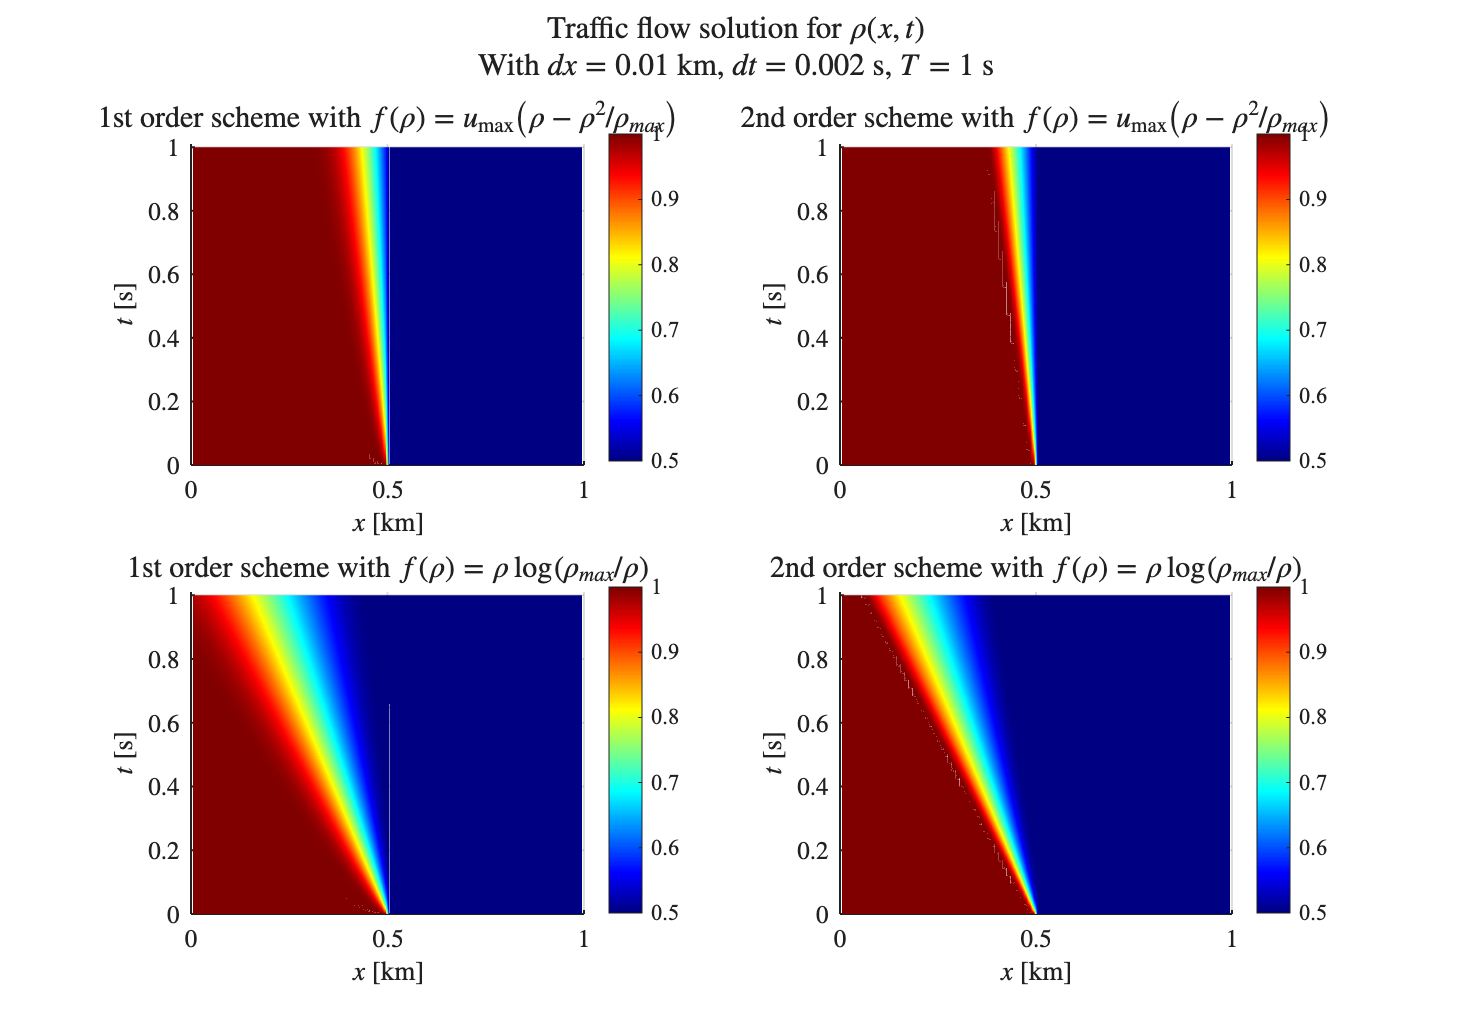 Traffic flow solution for ρ(x, t)
With dx = 0.01 km, dt = 0.002 s, T = 1 s
1st order scheme with f(ρ) = u_max(ρ − ρ²/ρ_max)
1
0.8
0.6
0.4
0.2
0
t [s]
0 0.5 1
x [km]
1
0.9
0.8
0.7
0.6
0.5
2nd order scheme with f(ρ) = u_max(ρ − ρ²/ρ_max)
1
0.8
0.6
0.4
0.2
0
t [s]
0 0.5 1
x [km]
1
0.9
0.8
0.7
0.6
0.5
1st order scheme with f(ρ) = ρ log(ρ_max/ρ)
1
0.8
0.6
0.4
0.2
0
t [s]
0 0.5 1
x [km]
1
0.9
0.8
0.7
0.6
0.5
2nd order scheme with f(ρ) = ρ log(ρ_max/ρ)
1
0.8
0.6
0.4
0.2
0
t [s]
0 0.5 1
x [km]
1
0.9
0.8
0.7
0.6
0.5